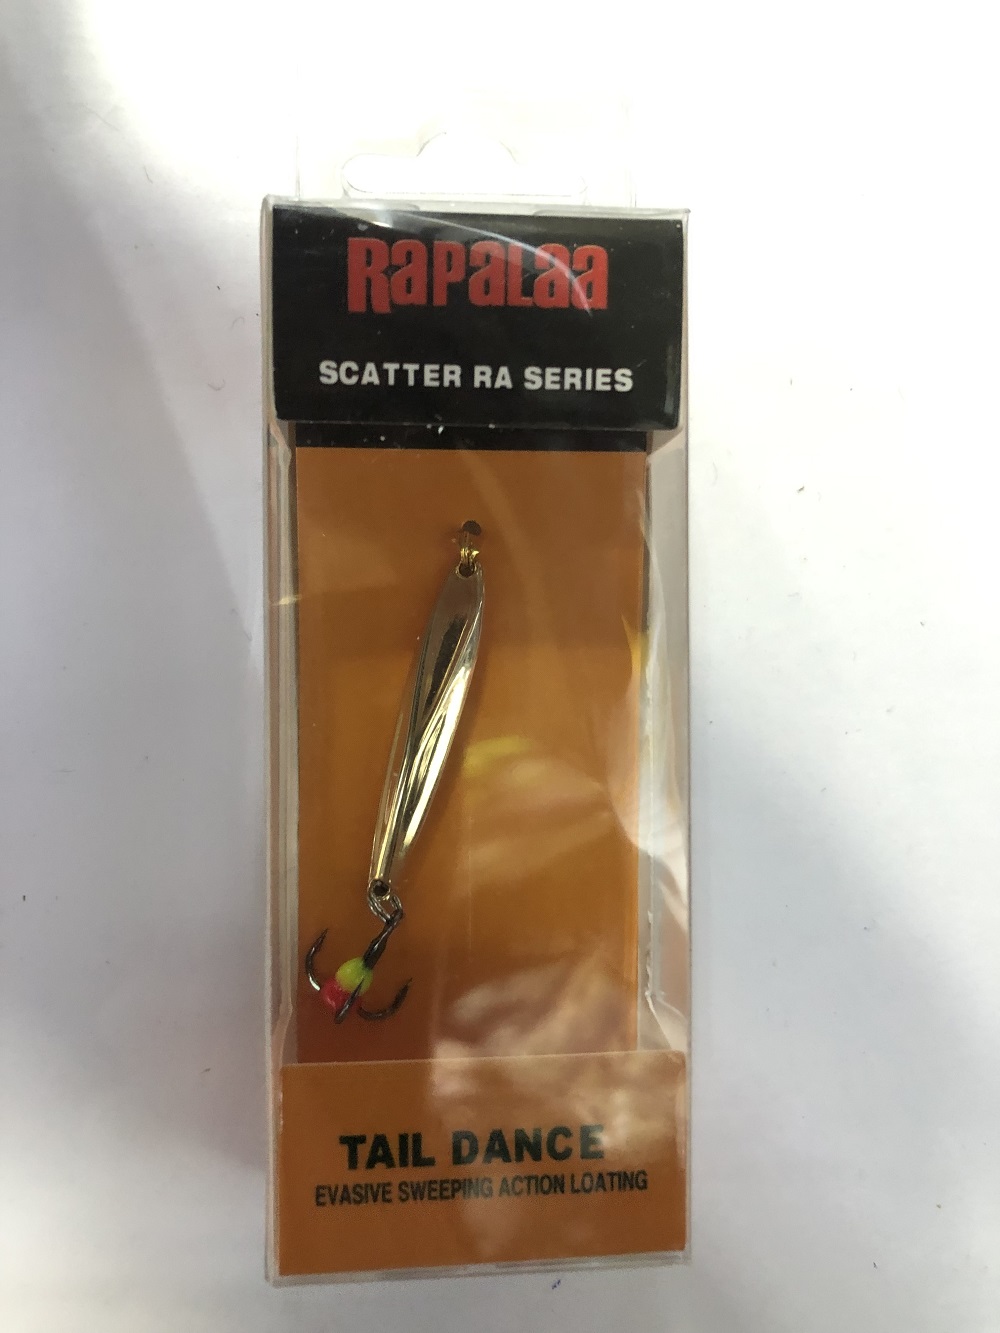 RAPALAA
SCATTER RA SERIES
TAIL DANCE
EVASIVE SWEEPING ACTION LOATING